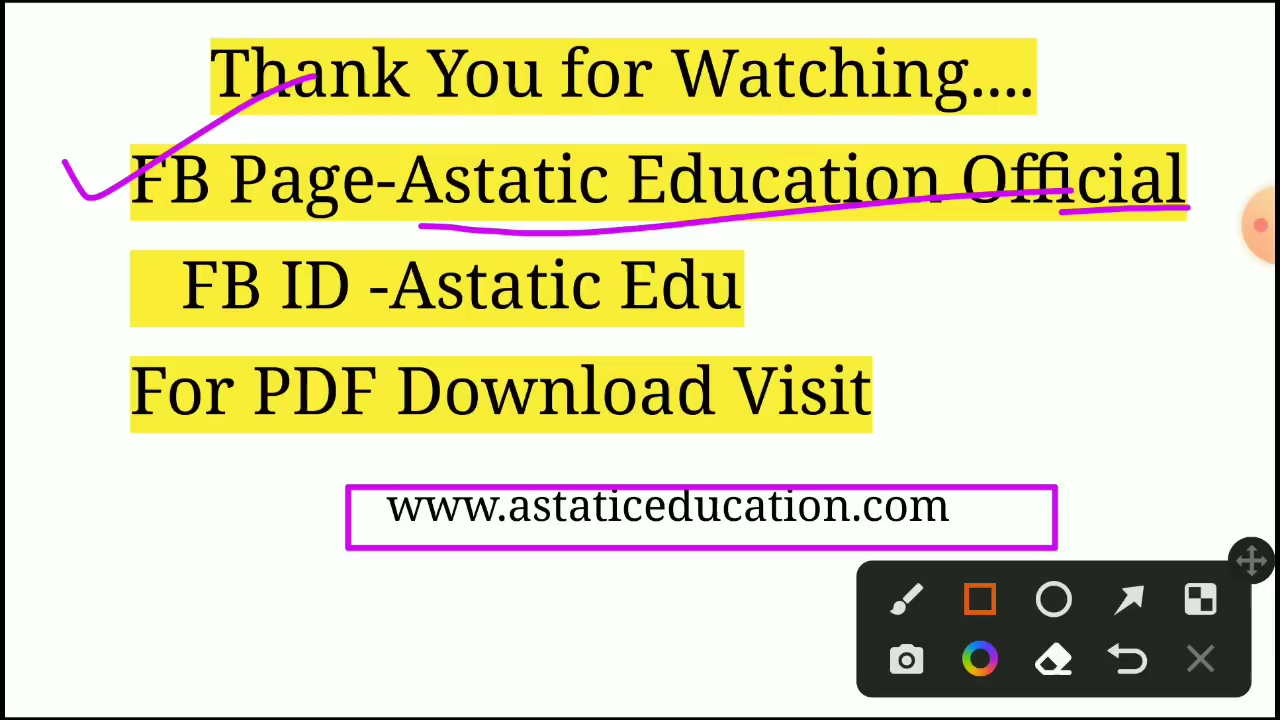 Thank You for Watching....
FB Page-Astatic Education Official
FB ID -Astatic Edu
For PDF Download Visit
www.astaticeducation.com